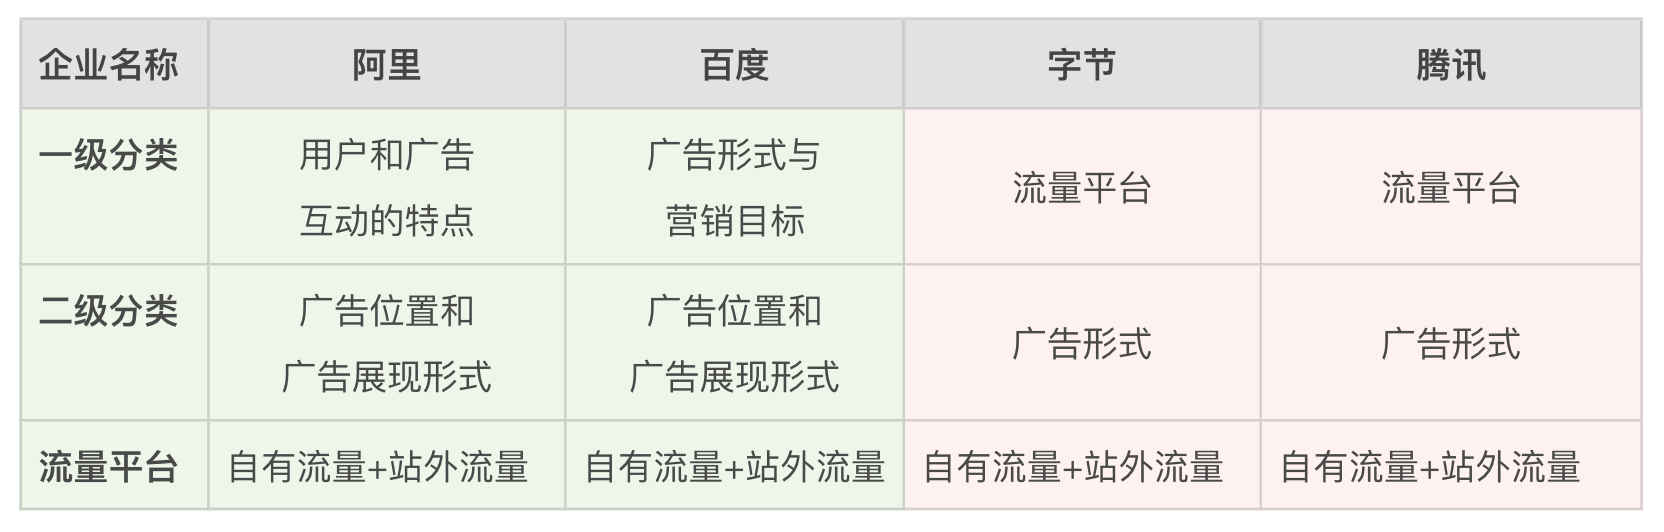 企业名称 阿里 百度 字节 腾讯
一级分类 用户和广告 广告形式与
流量平台 流量平台
互动的特点 营销目标
二级分类 广告位置和 广告位置和
广告形式 广告形式
广告展现形式 广告展现形式
流量平台 自有流量+站外流量 自有流量+站外流量 自有流量+站外流量 自有流量+站外流量